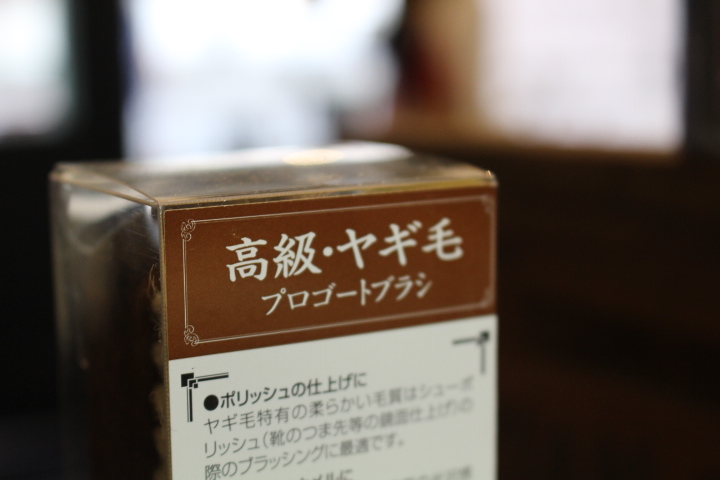 高級・ヤギ毛
プロゴートブラシ
●ポリッシュの仕上げに
ヤギ毛特有の柔らかい毛質はシューポ
リッシュ(靴のつま先等の鏡面仕上げ)の
際のブラッシングに最適です。